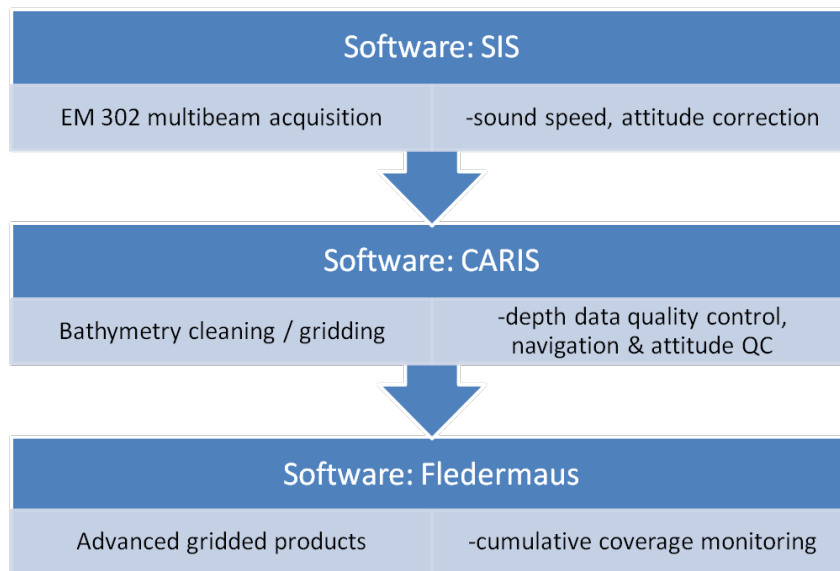 Software: SIS
EM 302 multibeam acquisition
-sound speed, attitude correction
Software: CARIS
Bathymetry cleaning / gridding
-depth data quality control,
navigation & attitude QC
Software: Fledermaus
Advanced gridded products
-cumulative coverage monitoring